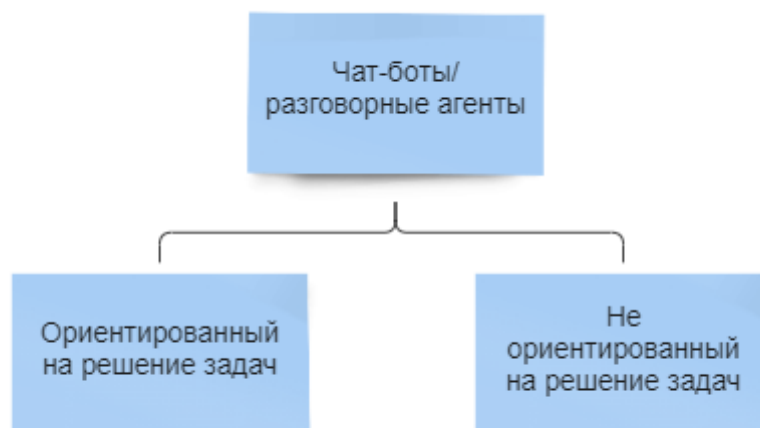 Чат-боты/
разговорные агенты
Ориентированный
на решение задач
Не
ориентированный
на решение задач